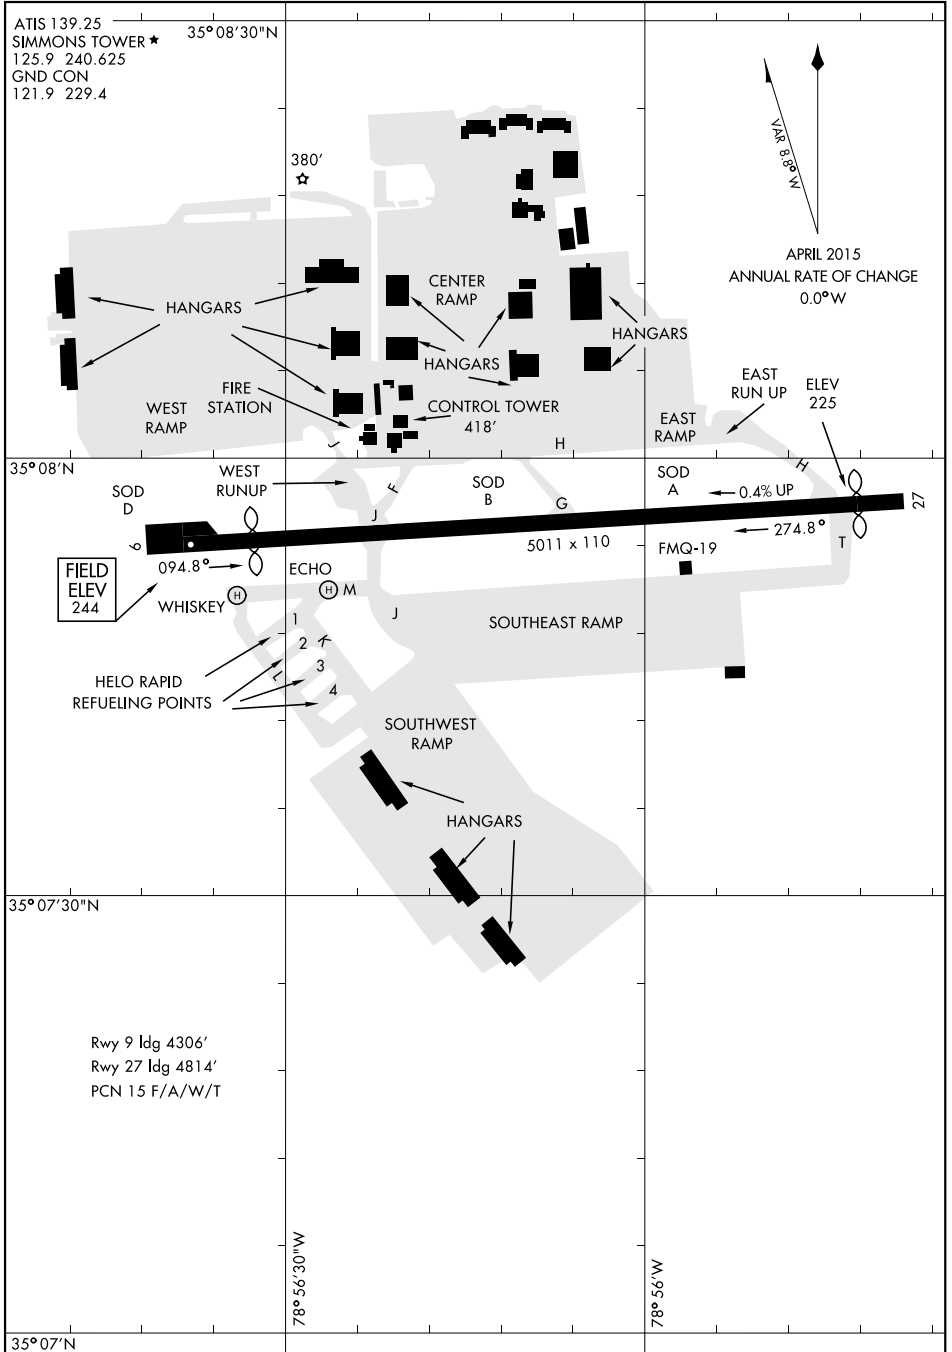 ATIS 139.25
SIMMONS TOWER ★
125.9 240.625
GND CON
121.9 229.4
35°08'30"N
VAR 8.8° W
380'
APRIL 2015
ANNUAL RATE OF CHANGE
0.0° W
CENTER
RAMP
HANGARS
HANGARS
HANGARS
FIRE
STATION
WEST
RAMP
CONTROL TOWER
418'
EAST
RUN UP
ELEV
225
EAST
RAMP
J
H
H
35°08'N
WEST
RUNUP
SOD
D
F
SOD
B
G
SOD
A
0.4% UP
J
9
27
5011 x 110
274.8°
T
FMQ-19
094.8°
FIELD
ELEV
244
ECHO
WHISKEY
H
H
M
J
SOUTHEAST RAMP
1
2
K
3
L
4
HELO RAPID
REFUELING POINTS
SOUTHWEST
RAMP
HANGARS
35°07'30"N
Rwy 9 ldg 4306'
Rwy 27 ldg 4814'
PCN 15 F/A/W/T
78°56'30"W
78°56'W
35°07'N